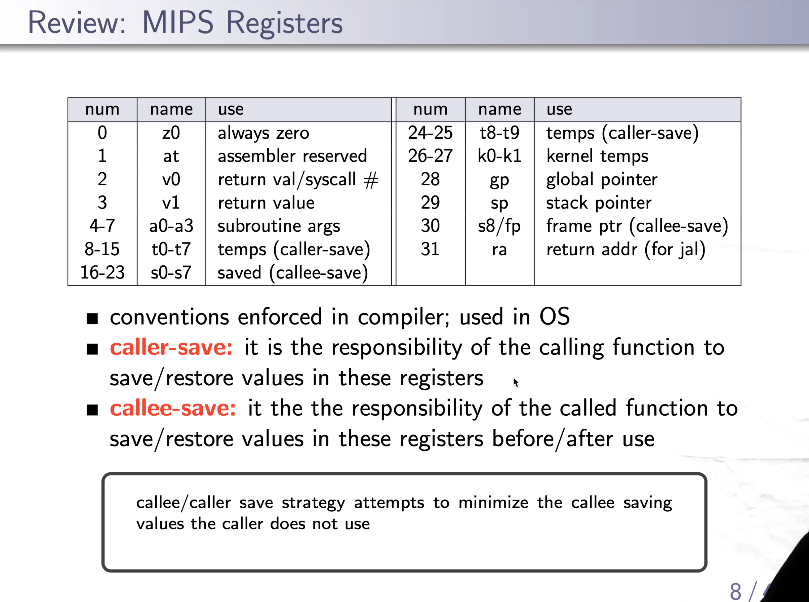 Review: MIPS Registers
num name use num name use
0 z0 always zero 24-25 t8-t9 temps (caller-save)
1 at assembler reserved 26-27 k0-k1 kernel temps
2 v0 return val/syscall # 28 gp global pointer
3 v1 return value 29 sp stack pointer
4-7 a0-a3 subroutine args 30 s8/fp frame ptr (callee-save)
8-15 t0-t7 temps (caller-save) 31 ra return addr (for jal)
16-23 s0-s7 saved (callee-save)
■ conventions enforced in compiler; used in OS
■ caller-save: it is the responsibility of the calling function to
save/restore values in these registers
■ callee-save: it the the responsibility of the called function to
save/restore values in these registers before/after use
callee/caller save strategy attempts to minimize the callee saving
values the caller does not use
8 /